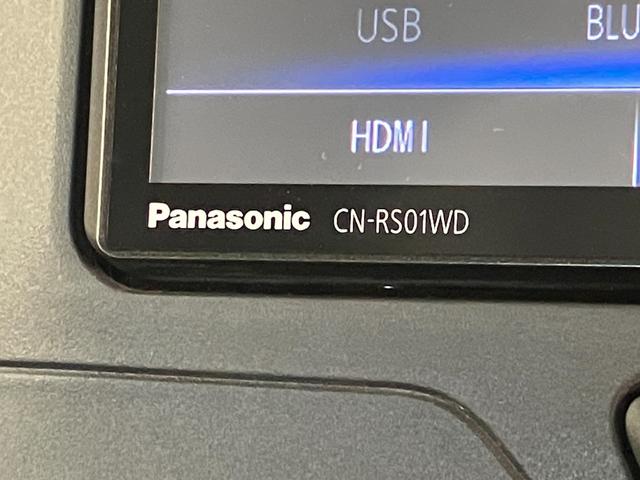 USB BLU
HDMI
Panasonic CN-RS01WD